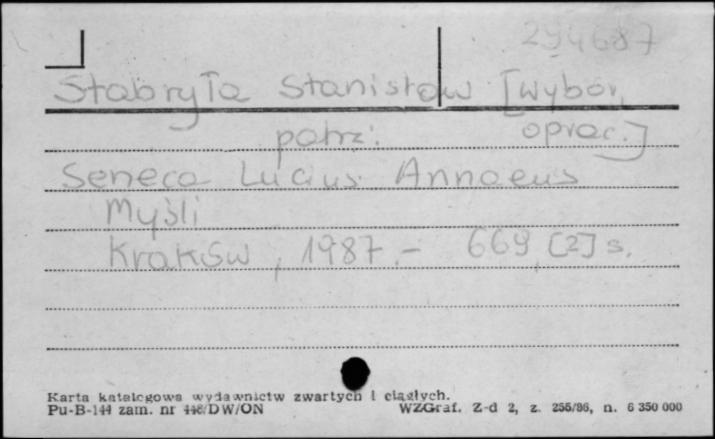 294687
Stabryła Stanisław [wybór,
oprac.]
patrz:
Seneca Lucius Annaeus
Myśli
Kraków, 1987.- 669, [2] s.
Karta katalogowa wydawnictw zwartych i ciągłych.
Pu-B-144 zam. nr 448/DW/ON WZGraf. Z-d 2, z. 255/86, n. 6 350 000